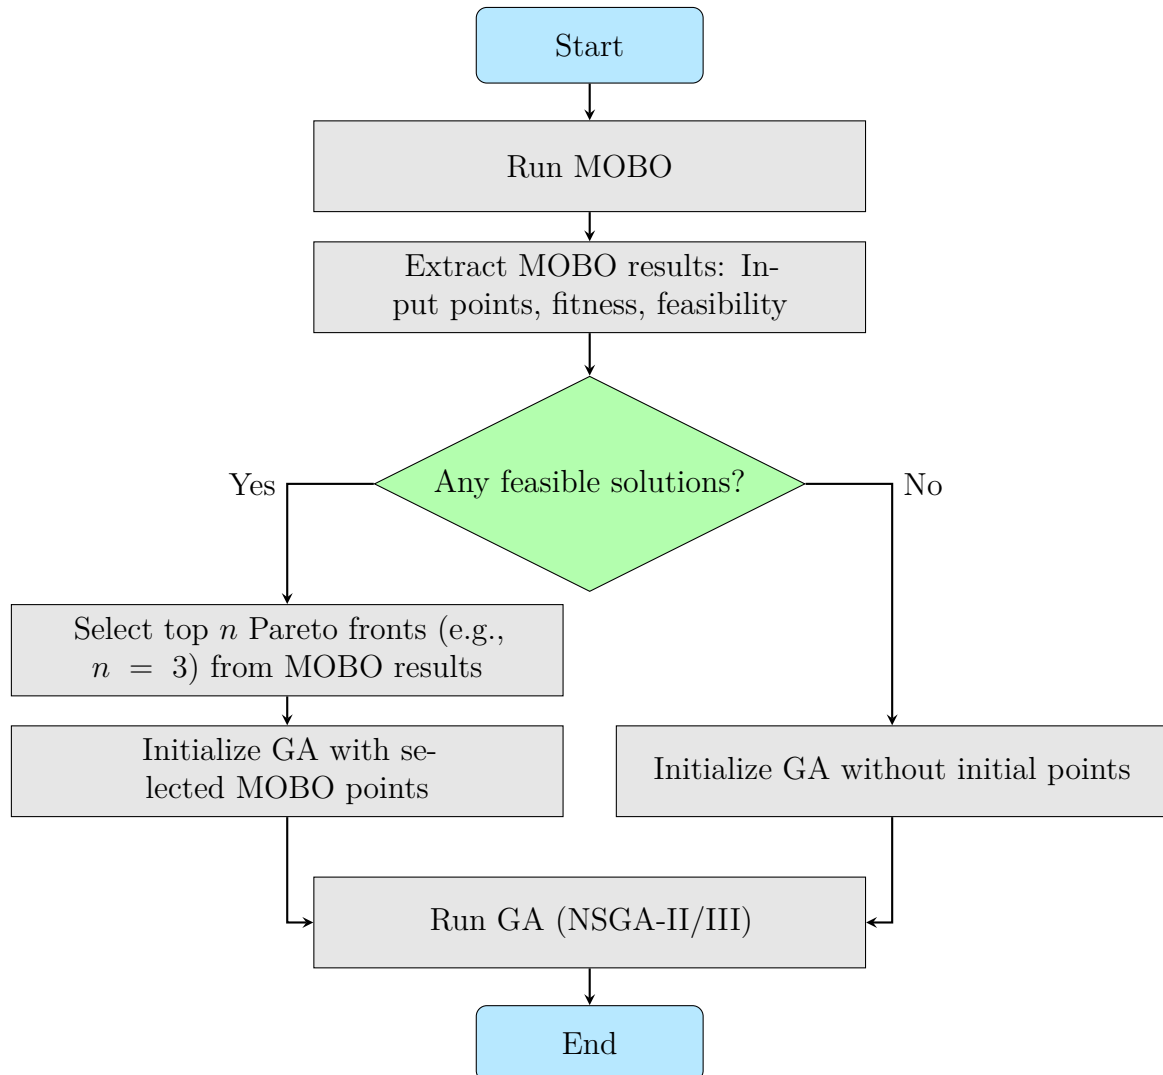 Start
Run MOBO
Extract MOBO results: In-
put points, fitness, feasibility
Any feasible solutions?
Yes
No
Select top n Pareto fronts (e.g.,
n = 3) from MOBO results
Initialize GA with se-
lected MOBO points
Initialize GA without initial points
Run GA (NSGA-II/III)
End